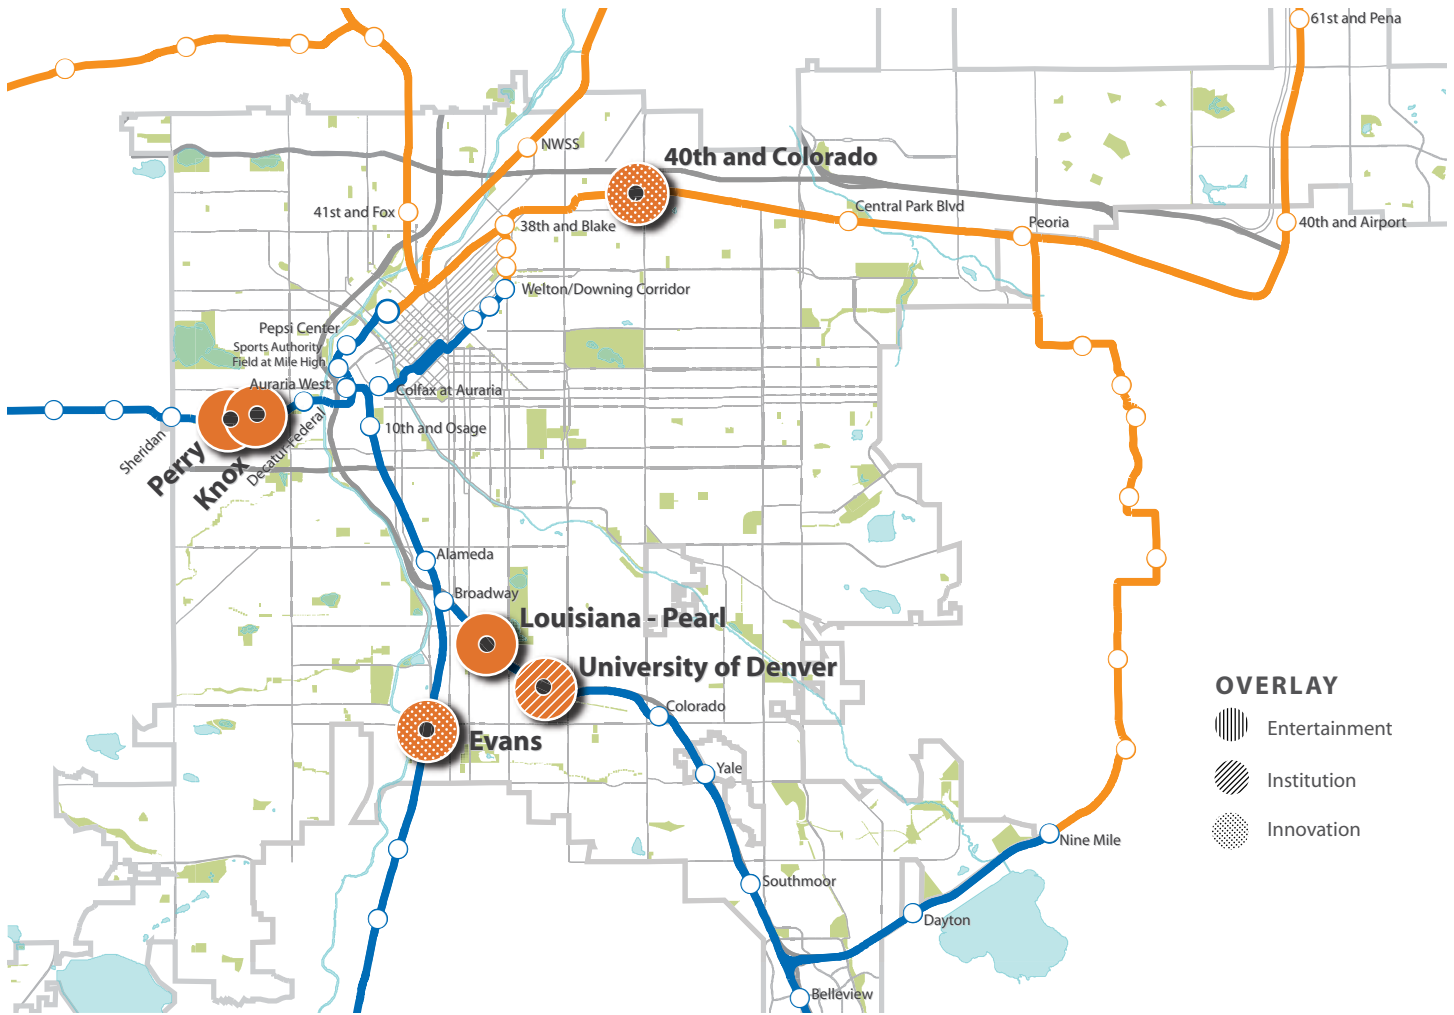 61st and Pena
NWSS
40th and Colorado
41st and Fox
38th and Blake
Central Park Blvd
Peoria
40th and Airport
Welton/Downing Corridor
Pepsi Center
Sports Authority
Field at Mile High
Auraria West
Colfax at Auraria
10th and Osage
Sheridan
Perry
Knox
Decatur-Federal
Alameda
Broadway
Louisiana - Pearl
University of Denver
Colorado
Evans
Yale
Nine Mile
Southmoor
Dayton
Belleview
OVERLAY
Entertainment
Institution
Innovation